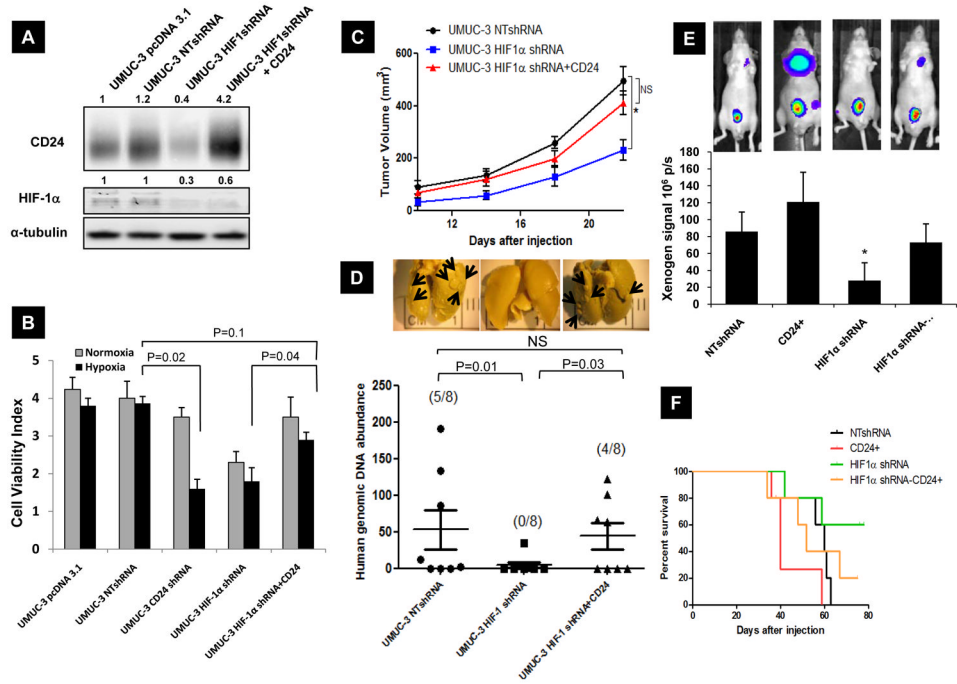 A
UMUC-3 pcDNA 3.1
UMUC-3 NTshRNA
UMUC-3 HIF1shRNA
UMUC-3 HIF1shRNA
+ CD24
1 1.2 0.4 4.2
CD24
1 1 0.3 0.6
HIF-1α
α-tubulin
B
P=0.1
P=0.02 P=0.04
Normoxia
Hypoxia
Cell Viability Index
5
4
3
2
1
0
UMUC-3 pcDNA 3.1
UMUC-3 NTshRNA
UMUC-3 CD24 shRNA
UMUC-3 HIF-1α shRNA
UMUC-3 HIF-1α shRNA+CD24
C
UMUC-3 NTshRNA
UMUC-3 HIF1α shRNA
UMUC-3 HIF1α shRNA+CD24
Tumor Volume (mm³)
600
400
200
0
NS
*
12 16 20
Days after injection
D
NS
P=0.01 P=0.03
(5/8)
(0/8)
(4/8)
Human genomic DNA abundance
250
200
150
100
50
0
UMUC-3 NTshRNA
UMUC-3 HIF-1 shRNA
UMUC-3 HIF-1 shRNA+CD24
E
Xenogen signal 10⁶ p/s
180
160
140
120
100
80
60
40
20
0
*
NTshRNA
CD24+
HIF1α shRNA
HIF1α shRNA-...
F
NTshRNA
CD24+
HIF1α shRNA
HIF1α shRNA-CD24+
Percent survival
100
80
60
40
20
0
0 20 40 60 80
Days after injection